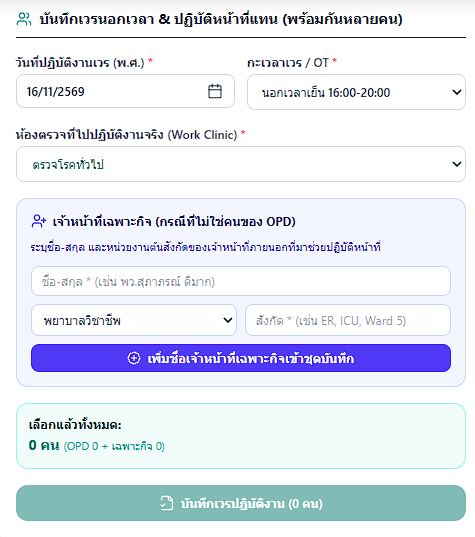 บันทึกเวรนอกเวลา & ปฏิบัติหน้าที่แทน (พร้อมกันหลายคน)
วันที่ปฏิบัติงานเวร (พ.ศ.) *
กะเวลาเวร / OT *
16/11/2569
นอกเวลาเย็น 16:00-20:00
ห้องตรวจที่ไปปฏิบัติงานจริง (Work Clinic) *
ตรวจโรคทั่วไป
เจ้าหน้าที่เฉพาะกิจ (กรณีที่ไม่ใช่คนของ OPD)
ระบุชื่อ-สกุล และหน่วยงานต้นสังกัดของเจ้าหน้าที่ภายนอกที่มาช่วยปฏิบัติหน้าที่
ชื่อ-สกุล * (เช่น พว.สุภาภรณ์ ดีมาก)
พยาบาลวิชาชีพ
สังกัด * (เช่น ER, ICU, Ward 5)
เพิ่มชื่อเจ้าหน้าที่เฉพาะกิจเข้าชุดบันทึก
เลือกแล้วทั้งหมด:
0 คน (OPD 0 + เฉพาะกิจ 0)
บันทึกเวรปฏิบัติงาน (0 คน)